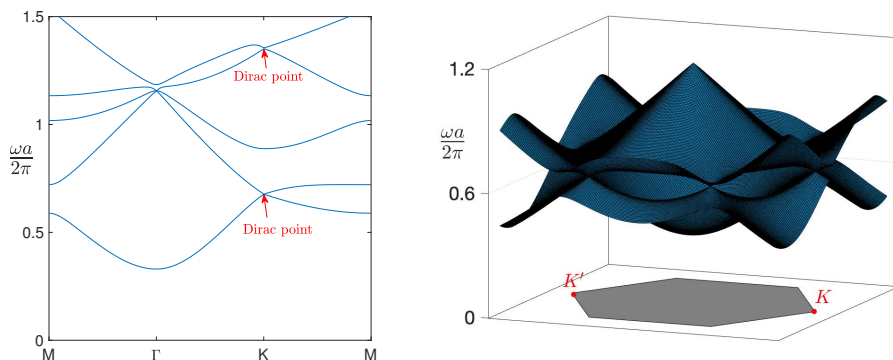 1.5
Dirac point
1
ωa
2π
0.5
Dirac point
0
M Γ K M
1.2
ωa
2π
0.6
K′
K
0